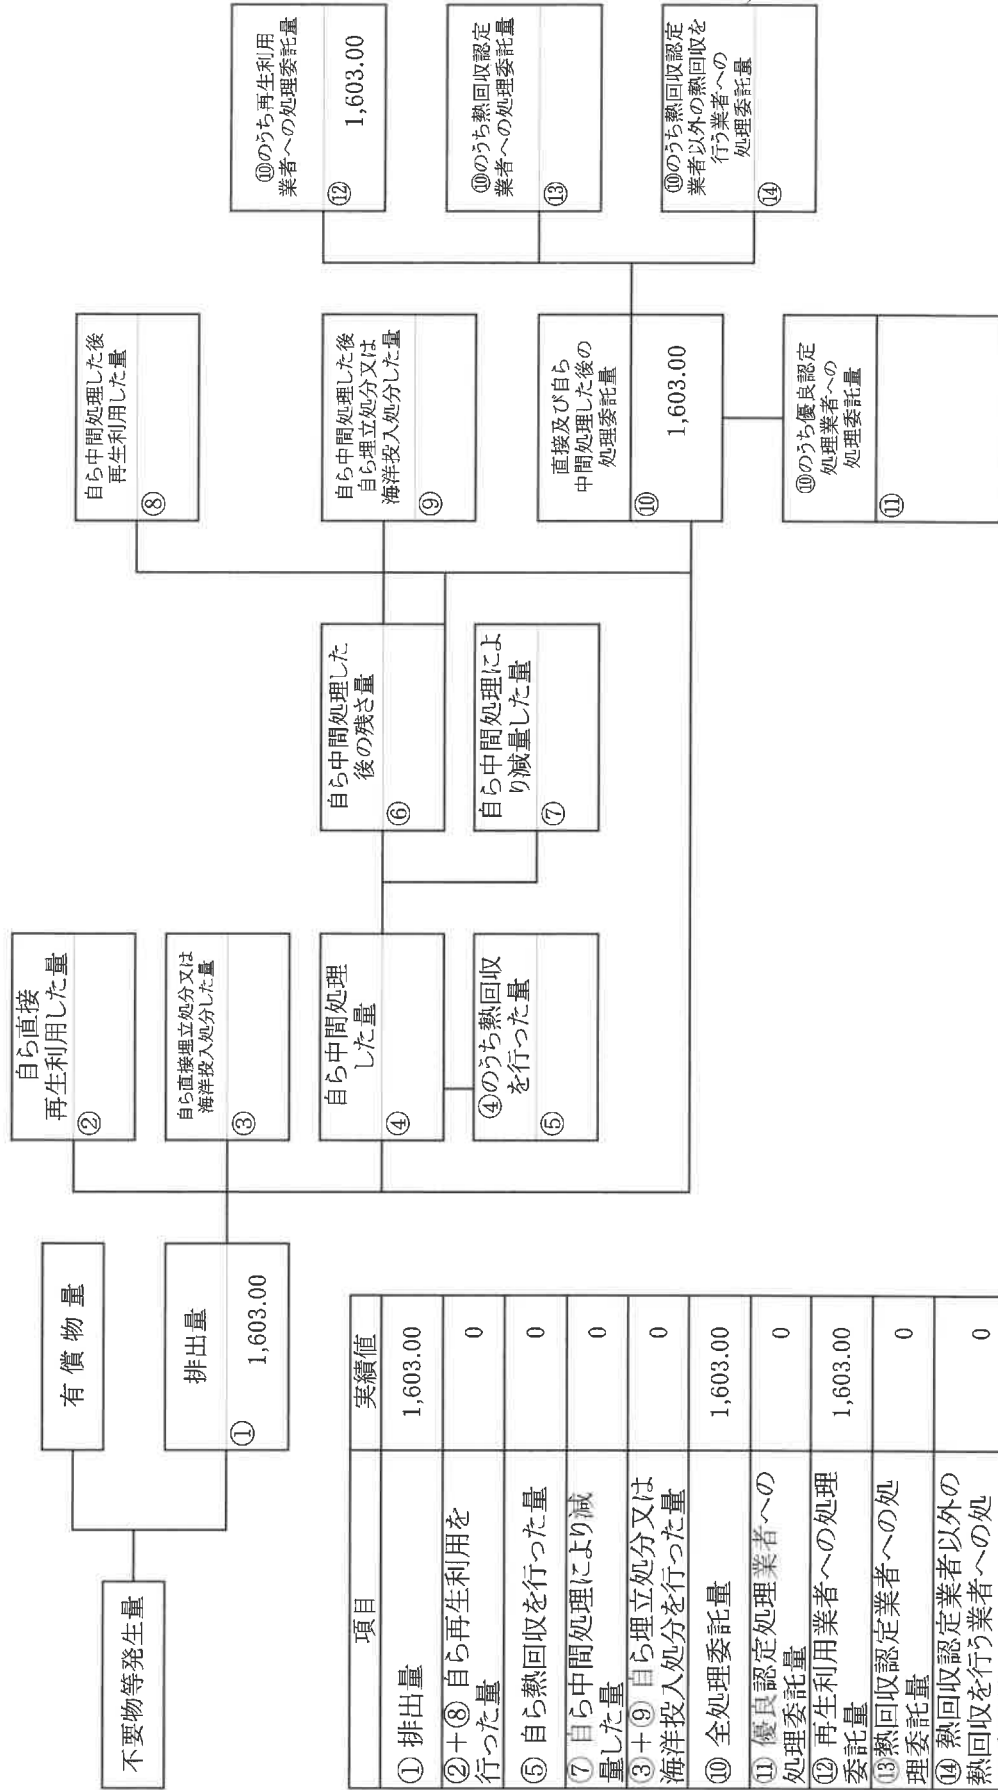 不要物等発生量
有 償 物 量
排出量
①
1,603.00
自ら直接
再生利用した量
②
自ら直接埋立処分又は
海洋投入処分した量
③
自ら中間処理
した量
④
④のうち熱回収
を行った量
⑤
自ら中間処理した
後の残さ量
⑥
自ら中間処理によ
り減量した量
⑦
自ら中間処理した後
再生利用した量
⑧
自ら中間処理した後
自ら埋立処分又は
海洋投入処分した量
⑨
直接及び自ら
中間処理した後の
処理委託量
⑩
1,603.00
⑩のうち優良認定
処理業者への
処理委託量
⑪
⑩のうち再生利用
業者への処理委託量
⑫
1,603.00
⑩のうち熱回収認定
業者への処理委託量
⑬
⑩のうち熱回収認定
業者以外の熱回収を
行う業者への
処理委託量
⑭
項目 実績値
① 排出量 1,603.00
②+⑧ 自ら再生利用を
行った量 0
⑤ 自ら熱回収を行った量 0
⑦ 自ら中間処理により減
量した量 0
③+⑨ 自ら埋立処分又は
海洋投入処分を行った量 0
⑩ 全処理委託量 1,603.00
⑪ 優良認定処理業者への
処理委託量 0
⑫ 再生利用業者への処理
委託量 1,603.00
⑬熱回収認定業者への処
理委託量 0
⑭ 熱回収認定業者以外の
熱回収を行う業者への処 0